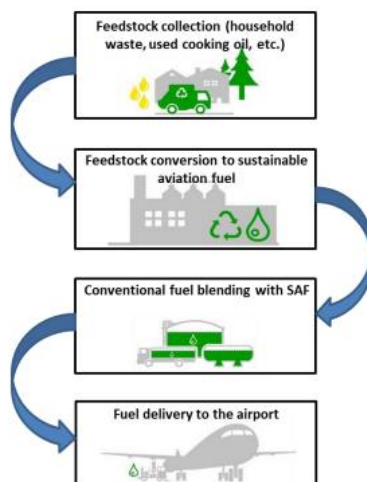 Feedstock collection (household
waste, used cooking oil, etc.)
Feedstock conversion to sustainable
aviation fuel
Conventional fuel blending with SAF
Fuel delivery to the airport